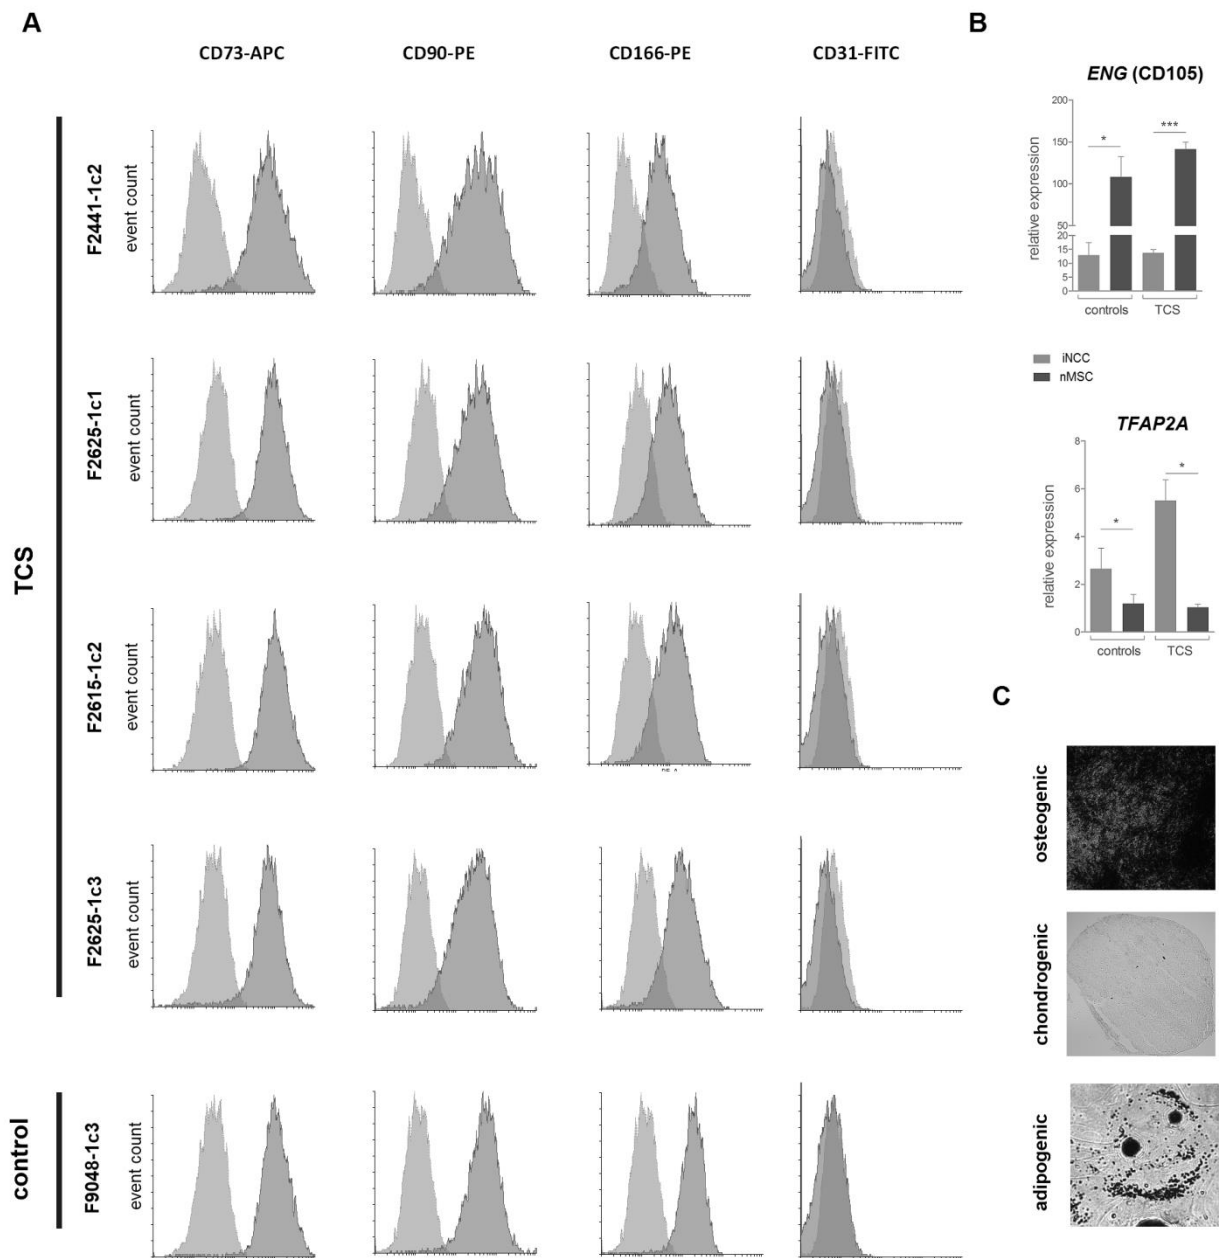 A
B
CD73-APC
CD90-PE
CD166-PE
CD31-FITC
TCS
F2441-1c2
event count
F2625-1c1
event count
F2615-1c2
event count
F2625-1c3
event count
control
F9048-1c3
event count
ENG (CD105)
relative expression
200
150
100
50
20
15
10
5
0
*
***
controls
TCS
iNCC
nMSC
TFAP2A
relative expression
8
6
4
2
0
*
*
controls
TCS
C
osteogenic
chondrogenic
adipogenic